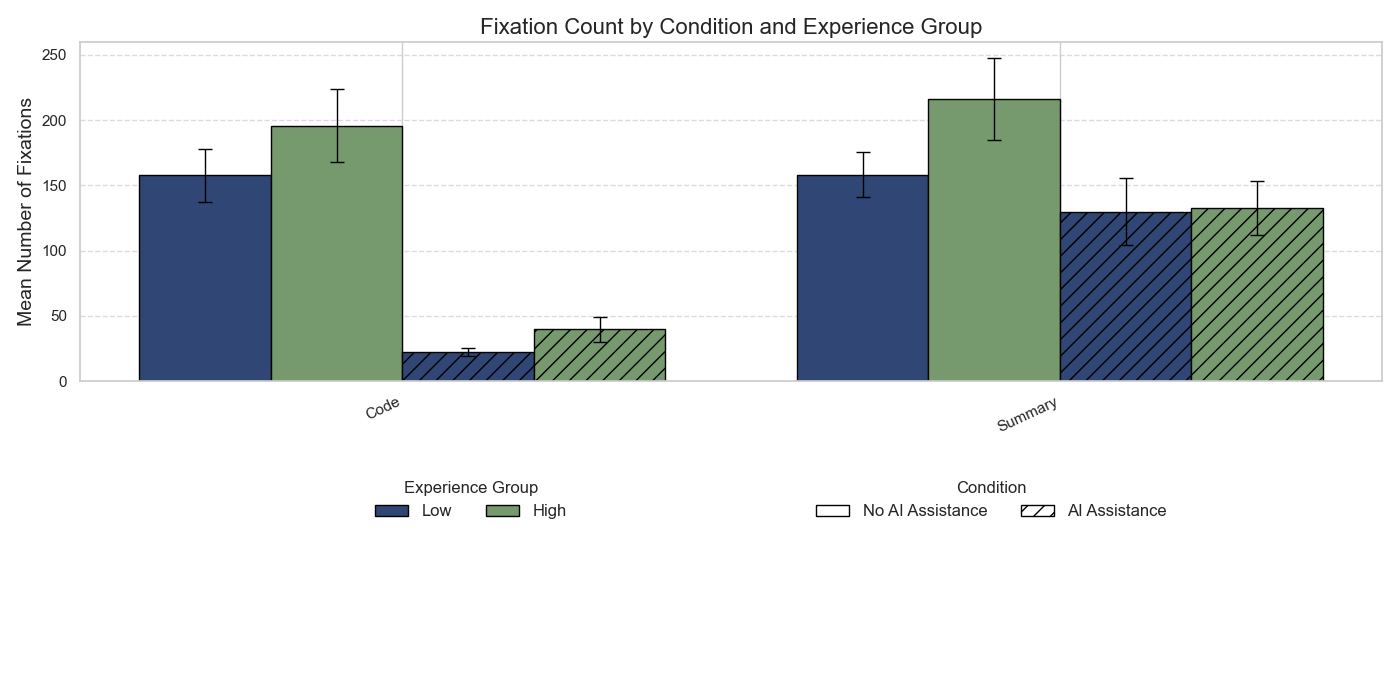 Fixation Count by Condition and Experience Group
Mean Number of Fixations
250
200
150
100
50
0
Code
Summary
Experience Group
Low
High
Condition
No AI Assistance
AI Assistance